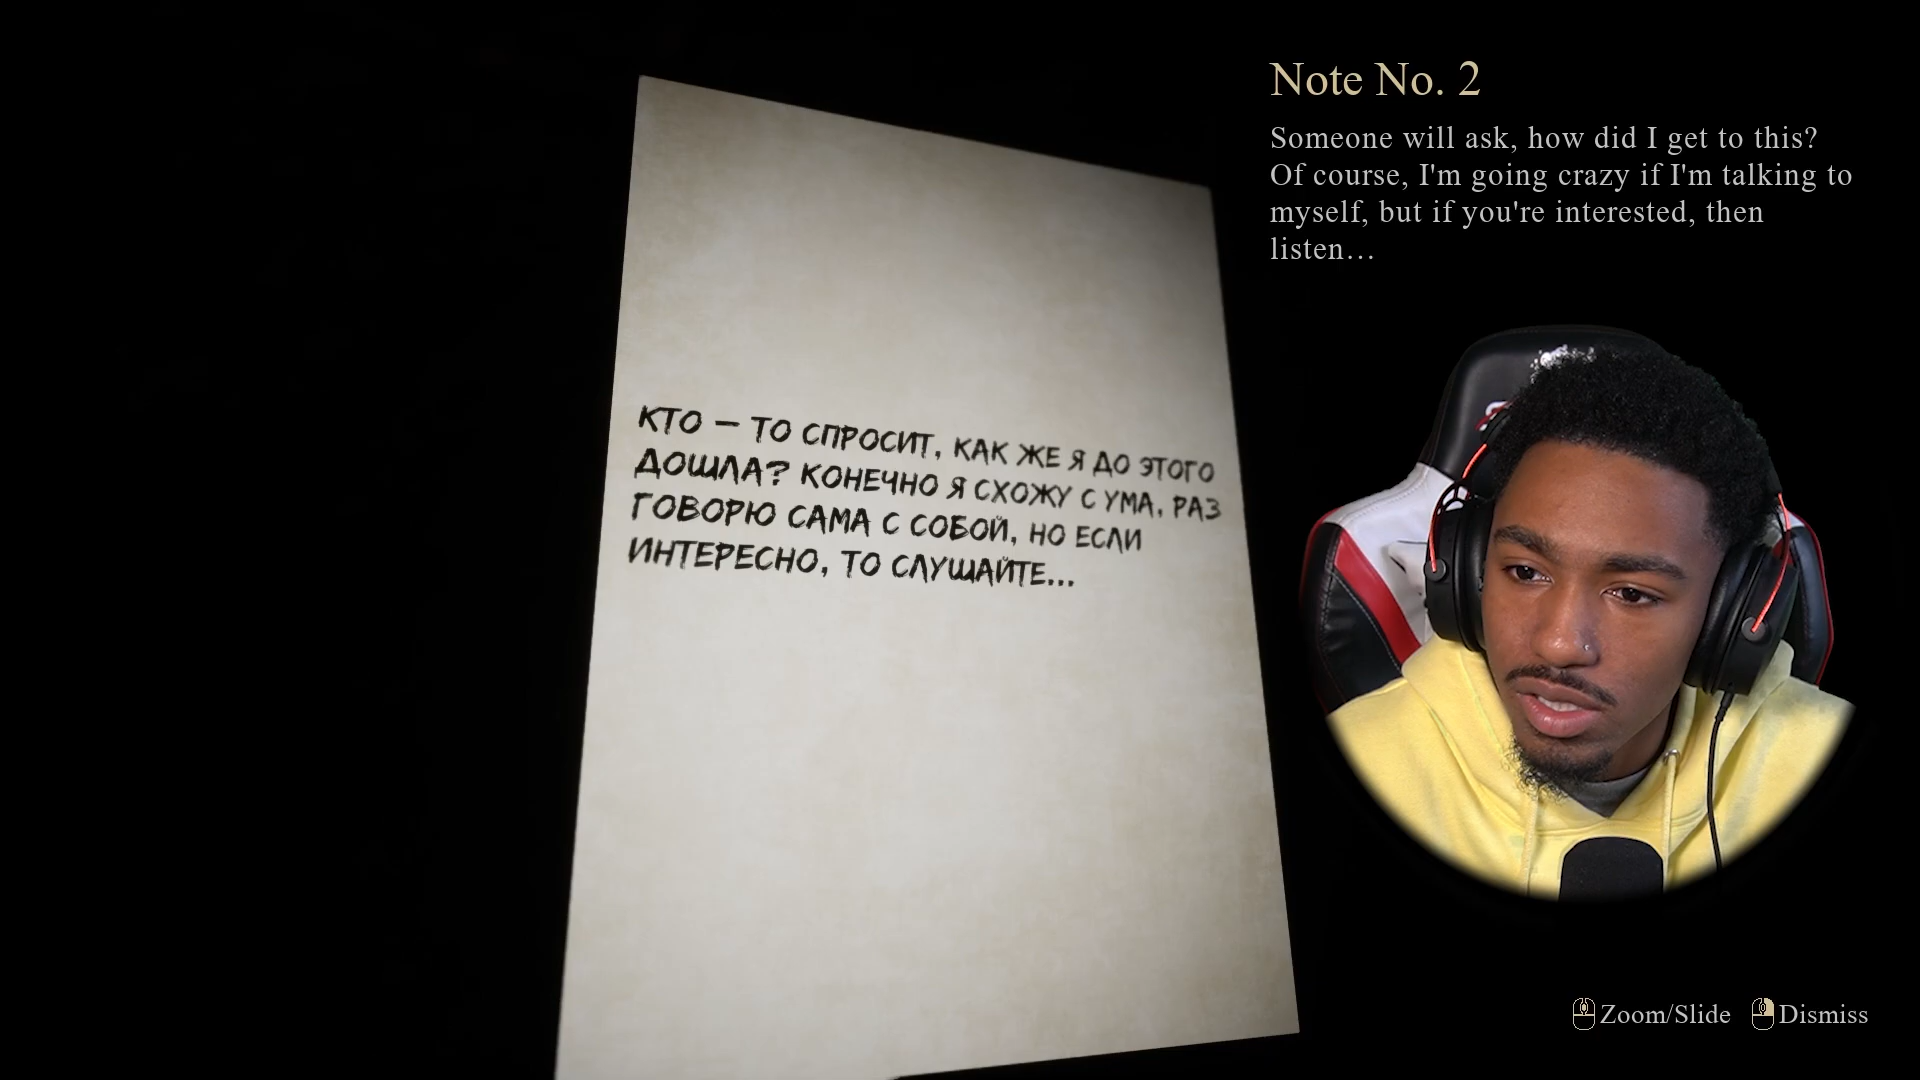 Note No. 2
Someone will ask, how did I get to this?
Of course, I'm going crazy if I'm talking to
myself, but if you're interested, then
listen…
КТО – ТО СПРОСИТ, КАК ЖЕ Я ДО ЭТОГО
ДОШЛА? КОНЕЧНО Я СХОЖУ С УМА, РАЗ
ГОВОРЮ САМА С СОБОЙ, НО ЕСЛИ
ИНТЕРЕСНО, ТО СЛУШАЙТЕ...
Zoom/Slide Dismiss